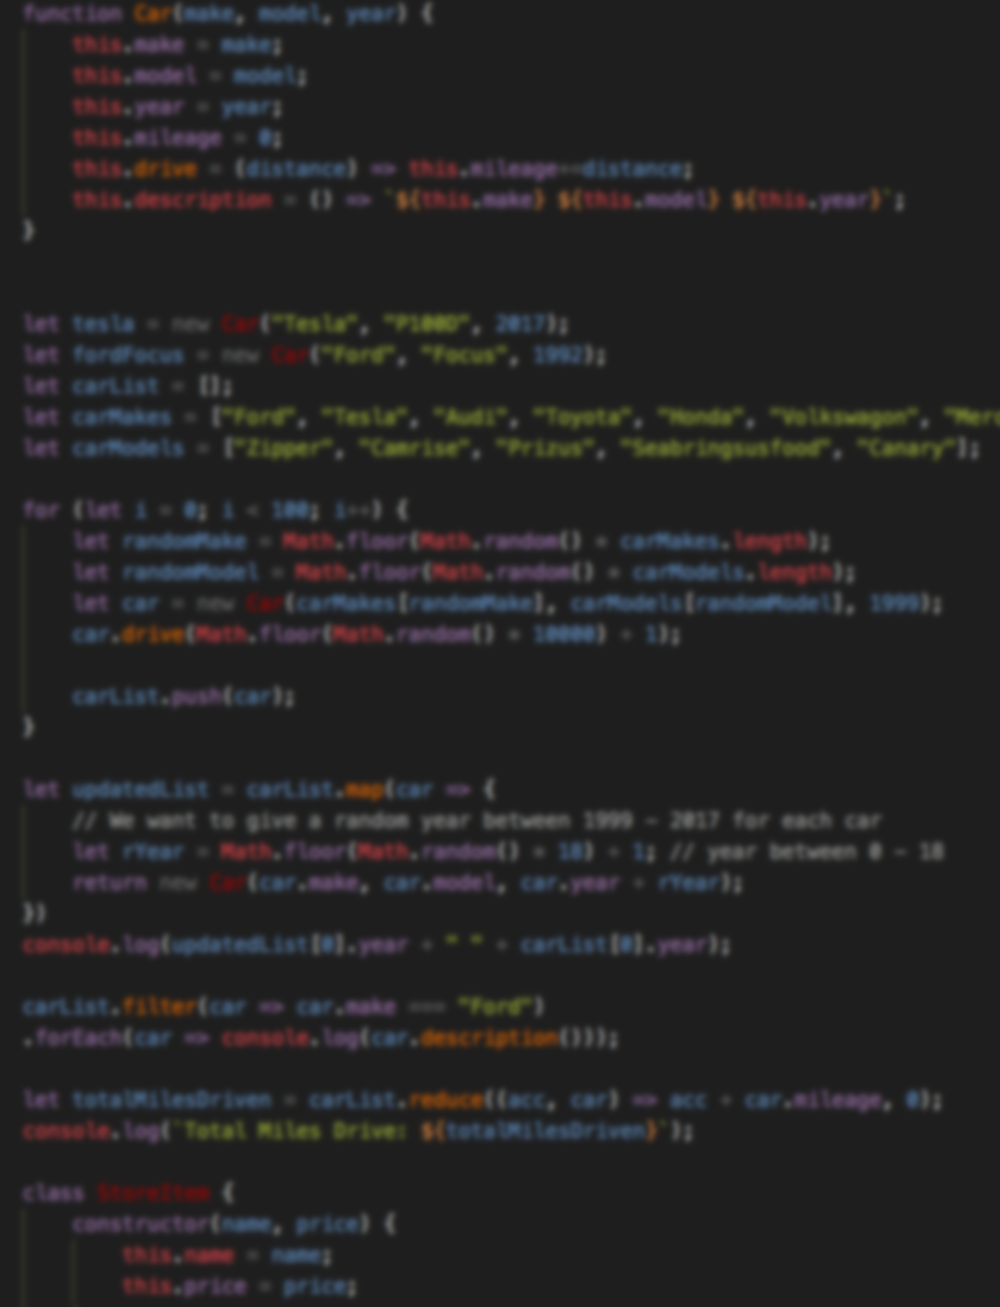 function Car(make, model, year) {
this.make = make;
this.model = model;
this.year = year;
this.mileage = 0;
this.drive = (distance) => this.mileage+=distance;
this.description = () => `${this.make} ${this.model} ${this.year}`;
}
let tesla = new Car("Tesla", "P100D", 2017);
let fordFocus = new Car("Ford", "Focus", 1992);
let carList = [];
let carMakes = ["Ford", "Tesla", "Audi", "Toyota", "Honda", "Volkswagon", "Merc
let carModels = ["Zipper", "Camrise", "Prizus", "Seabringsusfood", "Canary"];
for (let i = 0; i < 100; i++) {
let randomMake = Math.floor(Math.random() * carMakes.length);
let randomModel = Math.floor(Math.random() * carModels.length);
let car = new Car(carMakes[randomMake], carModels[randomModel], 1999);
car.drive(Math.floor(Math.random() * 10000) + 1);
carList.push(car);
}
let updatedList = carList.map(car => {
// We want to give a random year between 1999 - 2017 for each car
let rYear = Math.floor(Math.random() * 18) + 1; // year between 0 - 18
return new Car(car.make, car.model, car.year + rYear);
})
console.log(updatedList[0].year + " " + carList[0].year);
carList.filter(car => car.make === "Ford")
.forEach(car => console.log(car.description()));
let totalMilesDriven = carList.reduce((acc, car) => acc + car.mileage, 0);
console.log(`Total Miles Drive: ${totalMilesDriven}`);
class StoreItem {
constructor(name, price) {
this.name = name;
this.price = price;